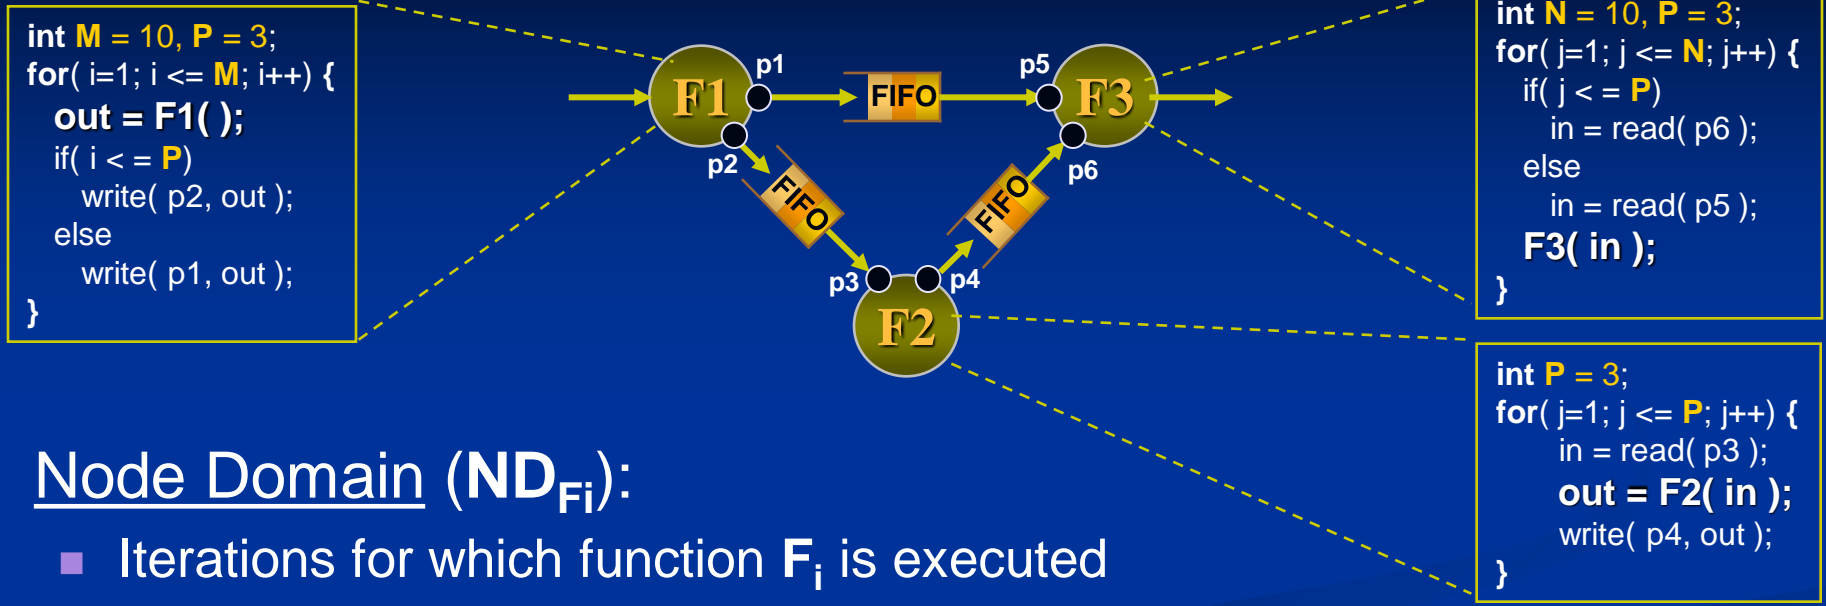 int M = 10, P = 3;
for( i=1; i <= M; i++) {
out = F1( );
if( i < = P)
write( p2, out );
else
write( p1, out );
}
F1
p1
p2
FIFO
p5
F3
p6
FIFO
FIFO
p3
p4
F2
int N = 10, P = 3;
for( j=1; j <= N; j++) {
if( j < = P)
in = read( p6 );
else
in = read( p5 );
F3( in );
}
int P = 3;
for( j=1; j <= P; j++) {
in = read( p3 );
out = F2( in );
write( p4, out );
}
Node Domain (NDFi):
■ Iterations for which function Fi is executed